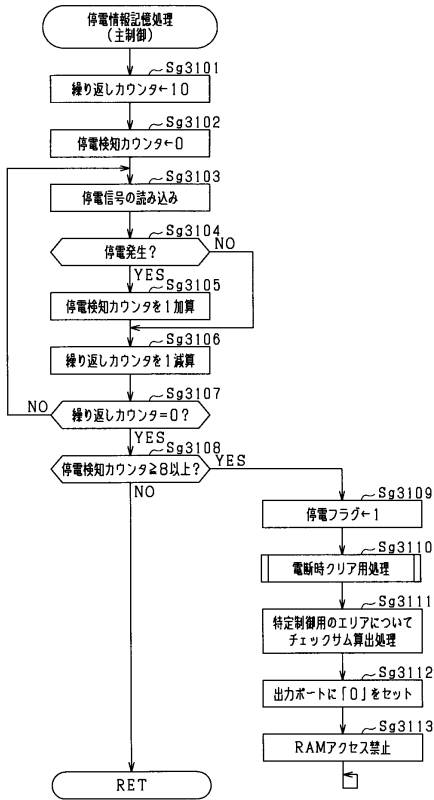 停電情報記憶処理
(主制御)
Sg3101
繰り返しカウンタ←10
Sg3102
停電検知カウンタ←0
Sg3103
停電信号の読み込み
Sg3104
停電発生?
NO
YES
Sg3105
停電検知カウンタを1加算
Sg3106
繰り返しカウンタを1減算
Sg3107
NO
繰り返しカウンタ=0?
YES
Sg3108
停電検知カウンタ≧8以上?
YES
NO
Sg3109
停電フラグ←1
Sg3110
電断時クリア用処理
Sg3111
特定制御用のエリアについて
チェックサム算出処理
Sg3112
出力ポートに「0」をセット
Sg3113
RAMアクセス禁止
RET